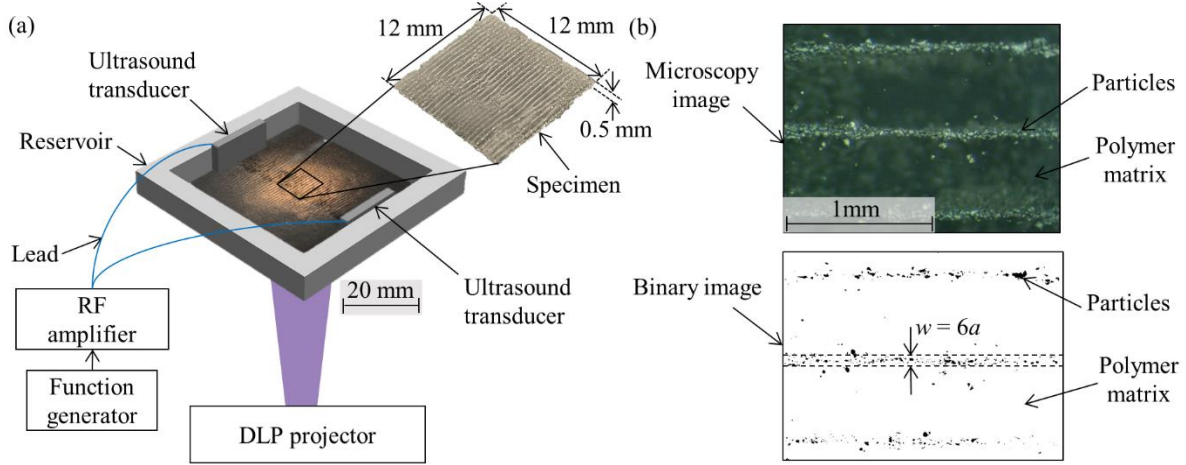 (a)
12 mm
12 mm
Ultrasound
transducer
0.5 mm
Reservoir
Specimen
Lead
20 mm
Ultrasound
transducer
RF
amplifier
Function
generator
DLP projector
(b)
Microscopy
image
Particles
Polymer
matrix
1mm
Binary image
Particles
w = 6a
Polymer
matrix